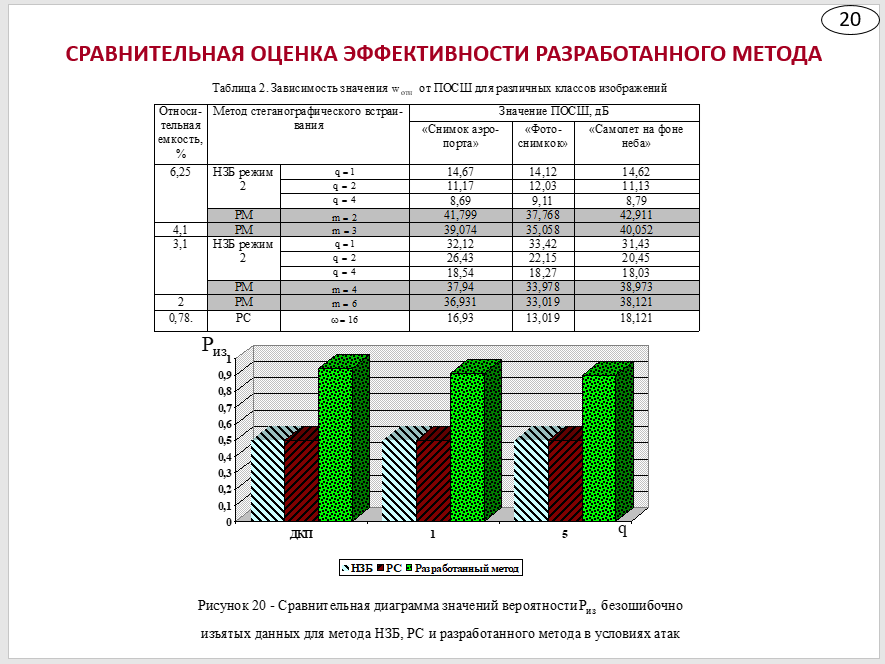 20
СРАВНИТЕЛЬНАЯ ОЦЕНКА ЭФФЕКТИВНОСТИ РАЗРАБОТАННОГО МЕТОДА
Таблица 2. Зависимость значения w отн от ПОСШ для различных классов изображений
Относи-тельная емкость, % Метод стеганографического встраи-вания Значение ПОСШ, дБ
«Снимок аэро-порта» «Фото-снимкок» «Самолет на фоне неба»
6,25 НЗБ режим 2 q = 1 14,67 14,12 14,62
q = 2 11,17 12,03 11,13
q = 4 8,69 9,11 8,79
РМ m = 2 41,799 37,768 42,911
4,1 РМ m = 3 39,074 35,058 40,052
3,1 НЗБ режим 2 q =1 32,12 33,42 31,43
q = 2 26,43 22,15 20,45
q = 4 18,54 18,27 18,03
РМ m = 4 37,94 33,978 38,973
2 РМ m = 6 36,931 33,019 38,121
0,78. РС ω = 16 16,93 13,019 18,121
Pиз
1
0,9
0,8
0,7
0,6
0,5
0,4
0,3
0,2
0,1
0
ДКП 1 5 q
НЗБ РС Разработанный метод
Рисунок 20 - Сравнительная диаграмма значений вероятности Pиз безошибочно
изъятых данных для метода НЗБ, РС и разработанного метода в условиях атак